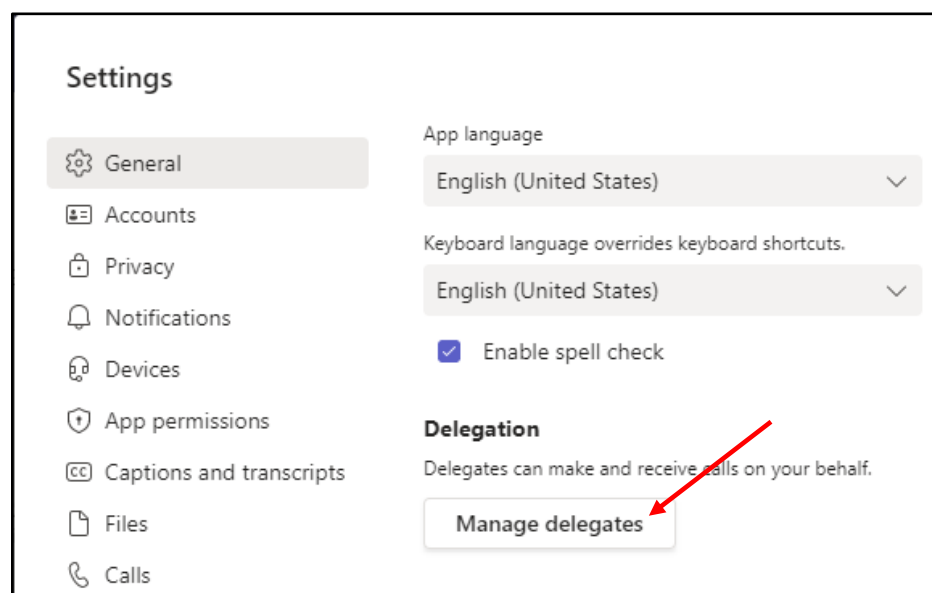 Settings
General
Accounts
Privacy
Notifications
Devices
App permissions
CC Captions and transcripts
Files
Calls
App language
English (United States)
Keyboard language overrides keyboard shortcuts.
English (United States)
Enable spell check
Delegation
Delegates can make and receive calls on your behalf.
Manage delegates